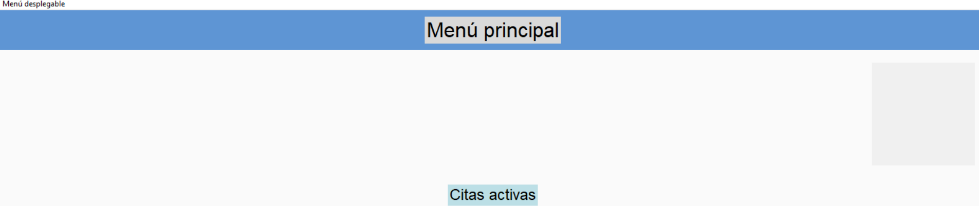 Menú desplegable
Menú principal
Citas activas